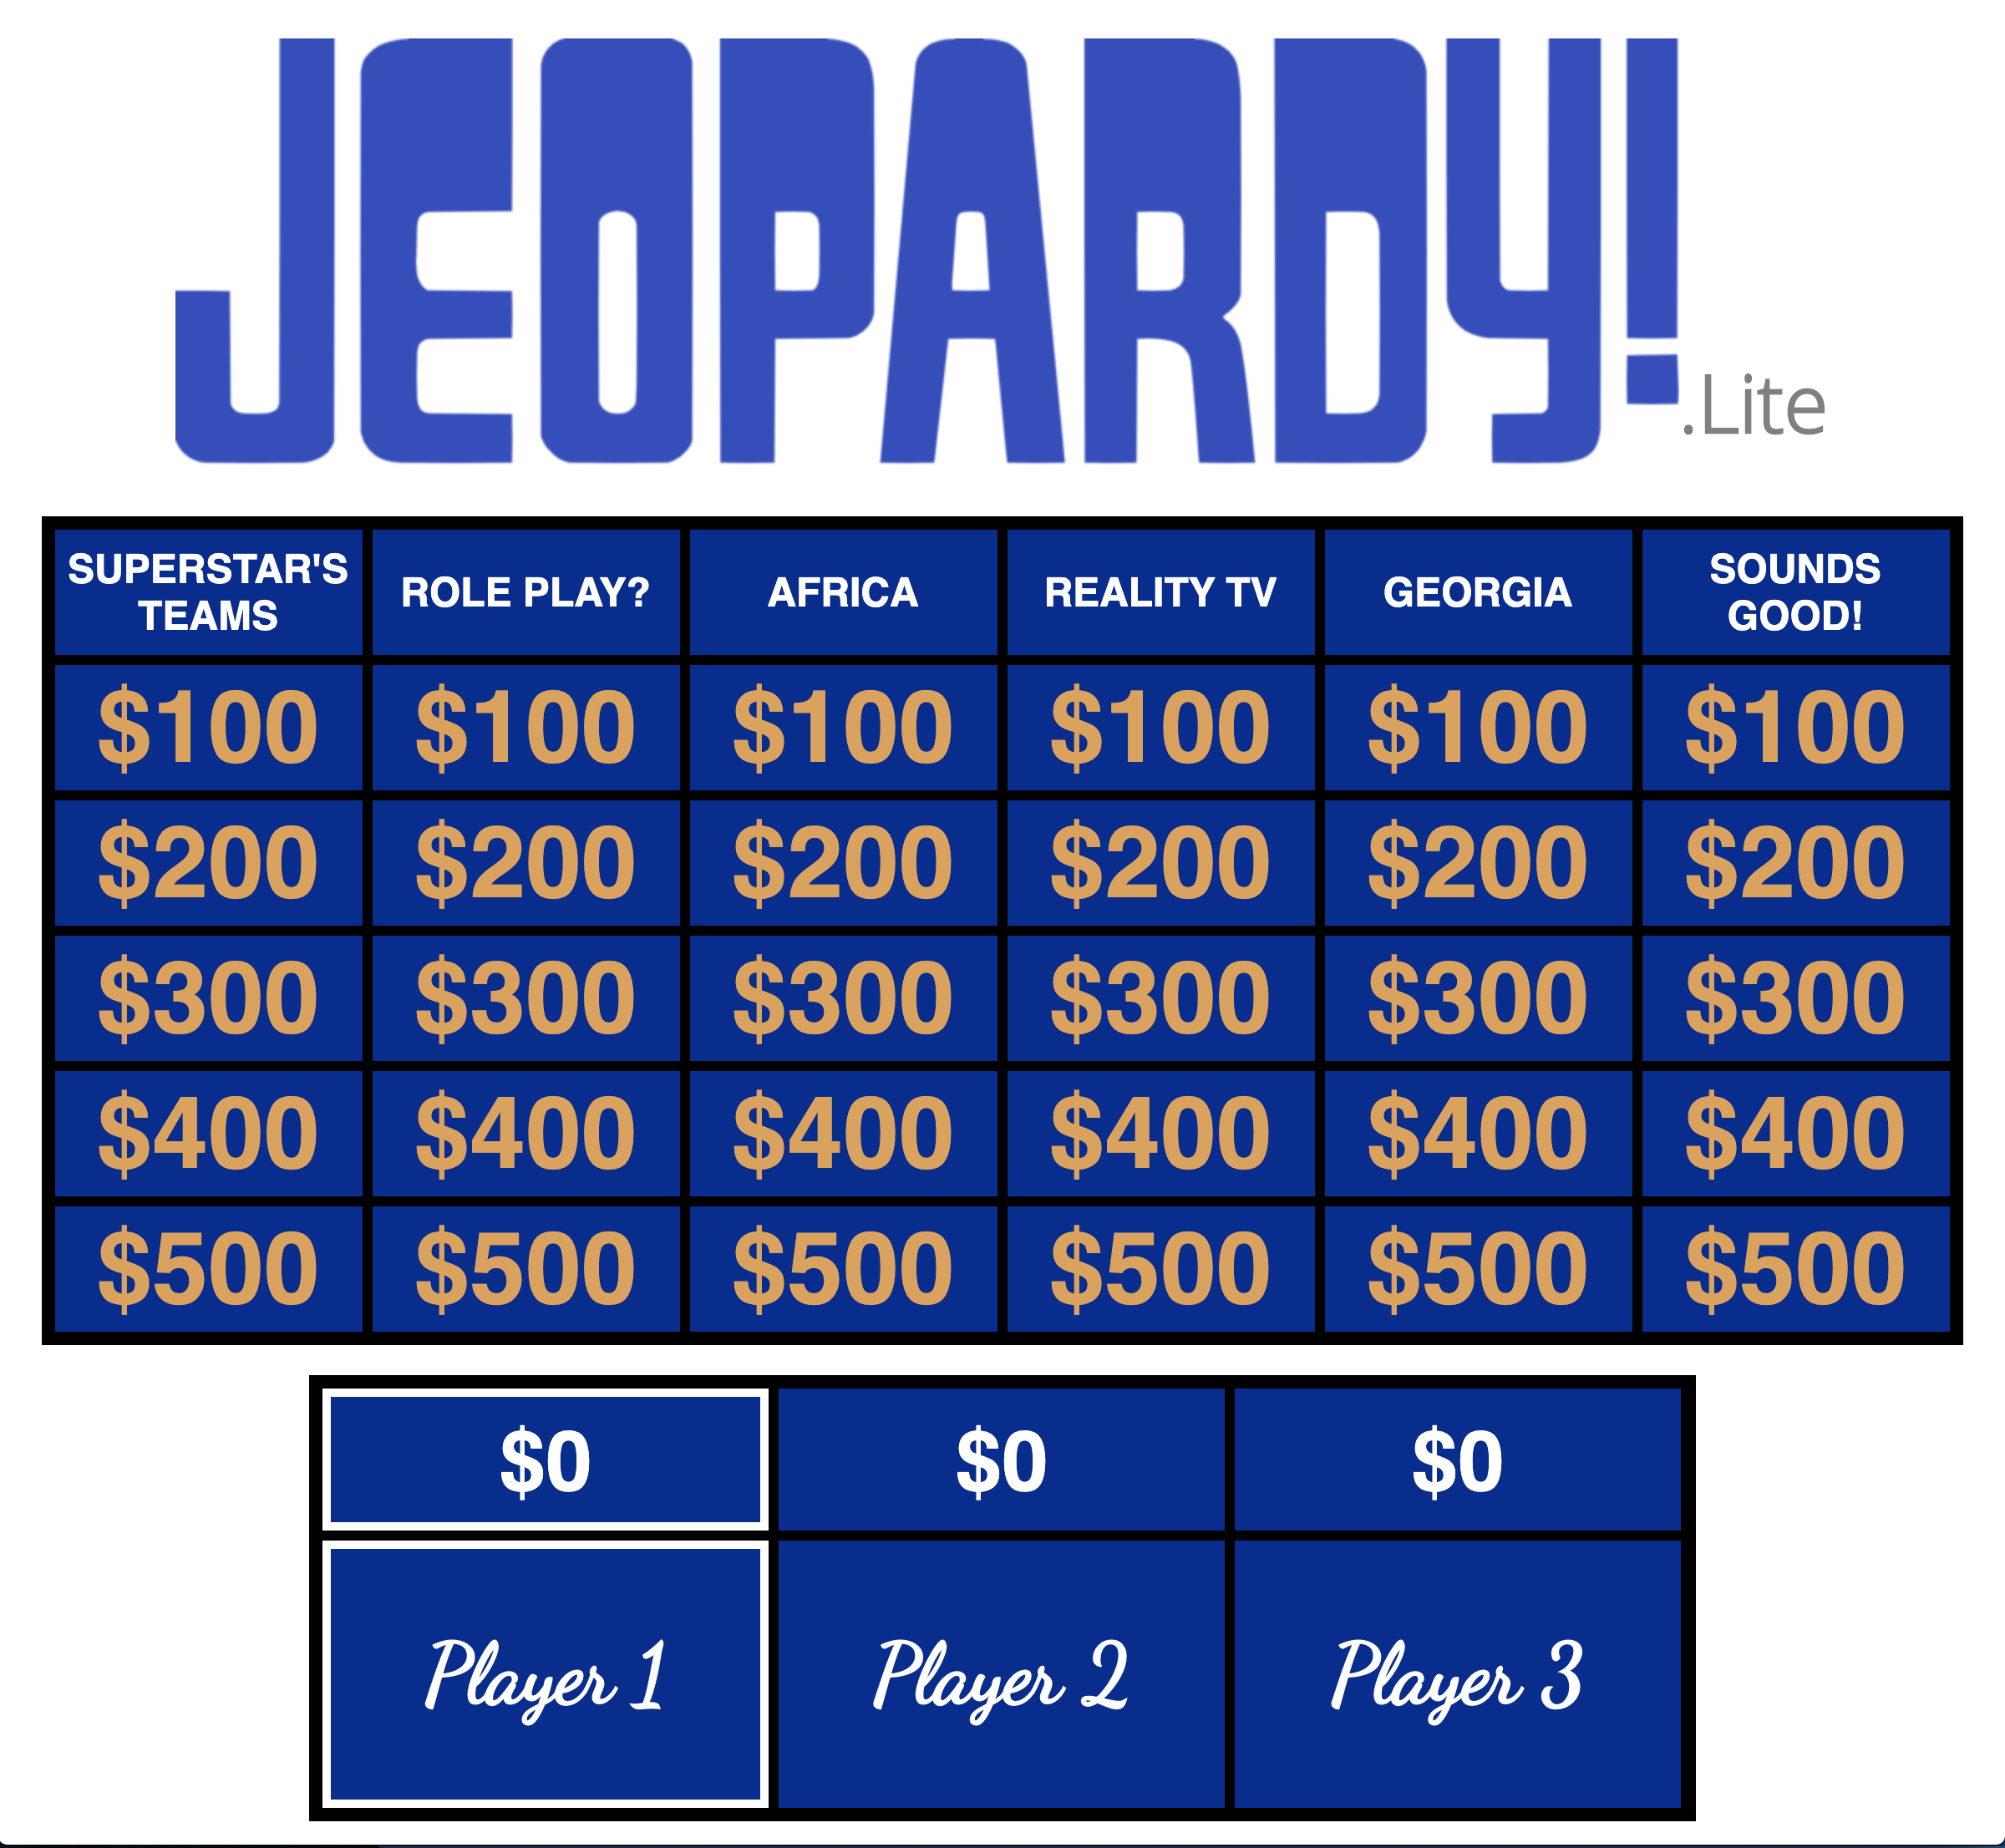 JEOPARDY!
.Lite
SUPERSTAR'S TEAMS ROLE PLAY? AFRICA REALITY TV GEORGIA SOUNDS GOOD!
$100 $100 $100 $100 $100 $100
$200 $200 $200 $200 $200 $200
$300 $300 $300 $300 $300 $300
$400 $400 $400 $400 $400 $400
$500 $500 $500 $500 $500 $500
$0 $0 $0
Player 1 Player 2 Player 3